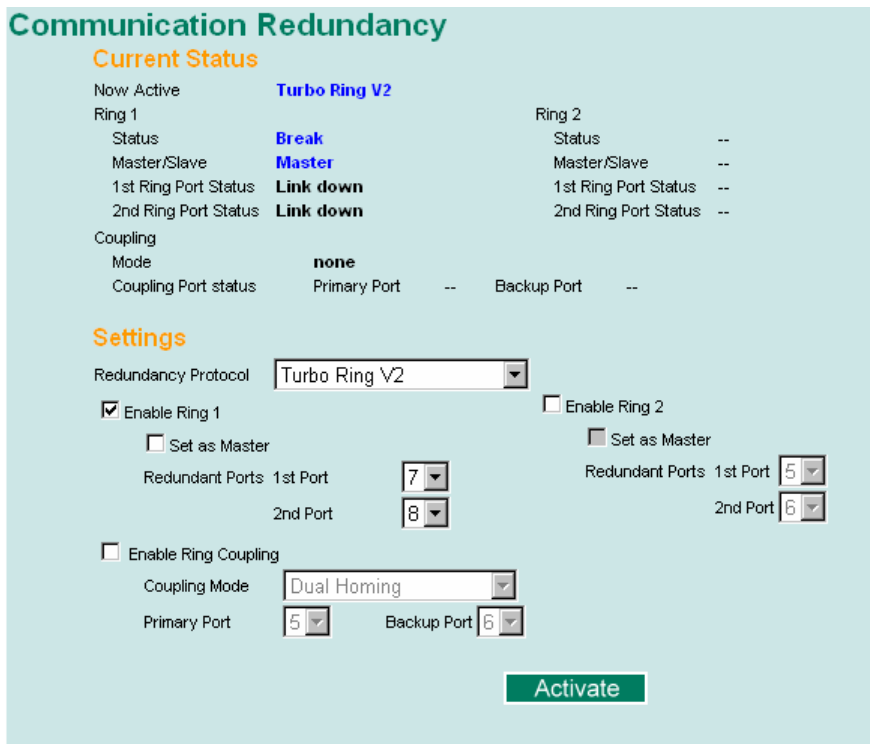 Communication Redundancy
Current Status
Now Active Turbo Ring V2
Ring 1 Ring 2
Status Break Status --
Master/Slave Master Master/Slave --
1st Ring Port Status Link down 1st Ring Port Status --
2nd Ring Port Status Link down 2nd Ring Port Status --
Coupling
Mode none
Coupling Port status Primary Port -- Backup Port --
Settings
Redundancy Protocol Turbo Ring V2
Enable Ring 1 Enable Ring 2
Set as Master Set as Master
Redundant Ports 1st Port 7 Redundant Ports 1st Port 5
2nd Port 8 2nd Port 6
Enable Ring Coupling
Coupling Mode Dual Homing
Primary Port 5 Backup Port 6
Activate